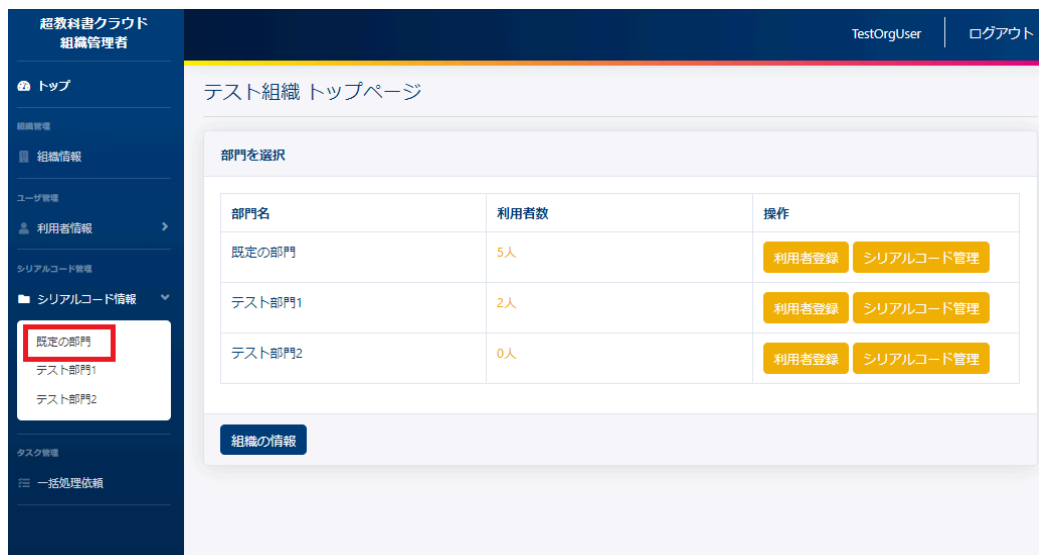 超教科書クラウド
組織管理者
TestOrgUser
ログアウト
トップ
組織管理
組織情報
ユーザ管理
利用者情報
シリアルコード管理
シリアルコード情報
既定の部門
テスト部門1
テスト部門2
タスク管理
一括処理依頼
テスト組織 トップページ
部門を選択
部門名 利用者数 操作
既定の部門 5人 利用者登録 シリアルコード管理
テスト部門1 2人 利用者登録 シリアルコード管理
テスト部門2 0人 利用者登録 シリアルコード管理
組織の情報